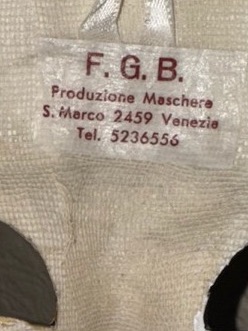 F. G. B.
Produzione Maschere
S. Marco 2459 Venezia
Tel. 5236556